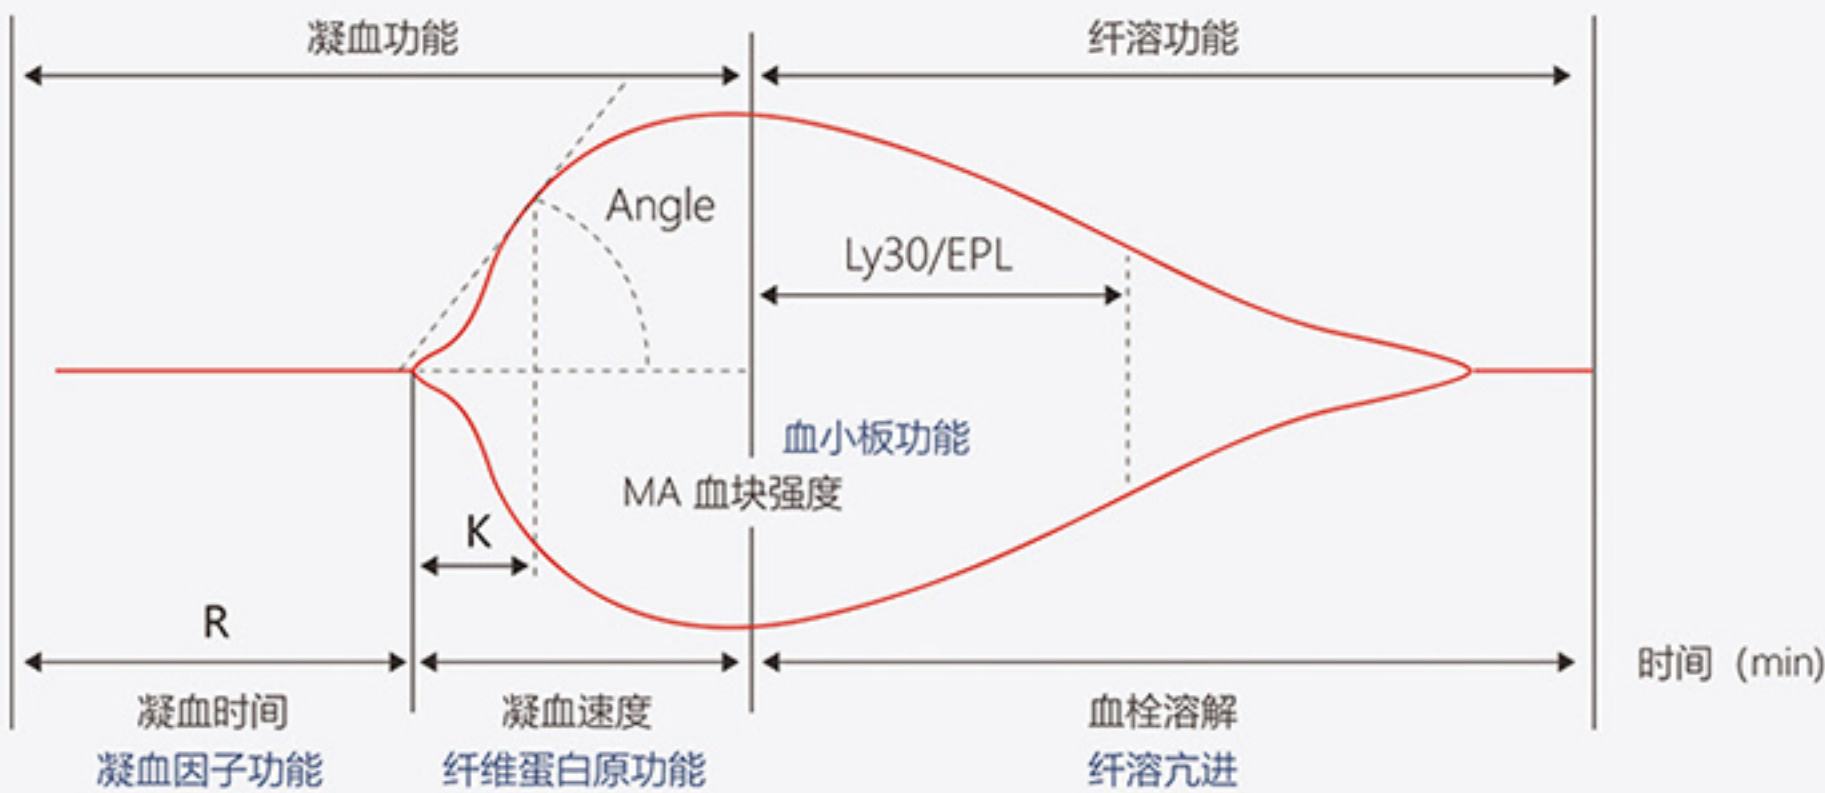 凝血功能
纤溶功能
Angle
Ly30/EPL
血小板功能
MA 血块强度
K
R
时间 (min)
凝血时间
凝血速度
血栓溶解
凝血因子功能
纤维蛋白原功能
纤溶亢进